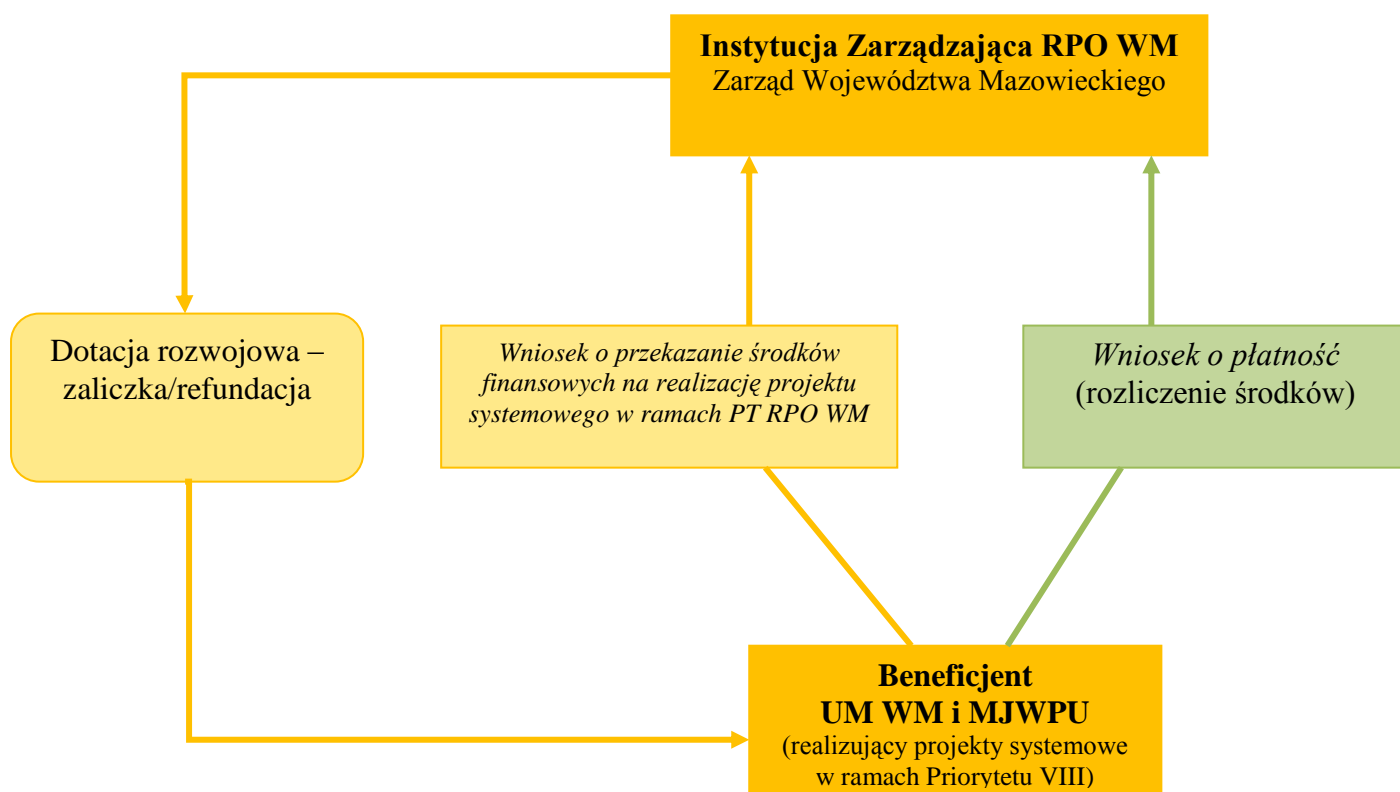 Instytucja Zarządzająca RPO WM
Zarząd Województwa Mazowieckiego
Dotacja rozwojowa –
zaliczka/refundacja
Wniosek o przekazanie środków
finansowych na realizację projektu
systemowego w ramach PT RPO WM
Wniosek o płatność
(rozliczenie środków)
Beneficjent
UM WM i MJWPU
(realizujący projekty systemowe
w ramach Priorytetu VIII)